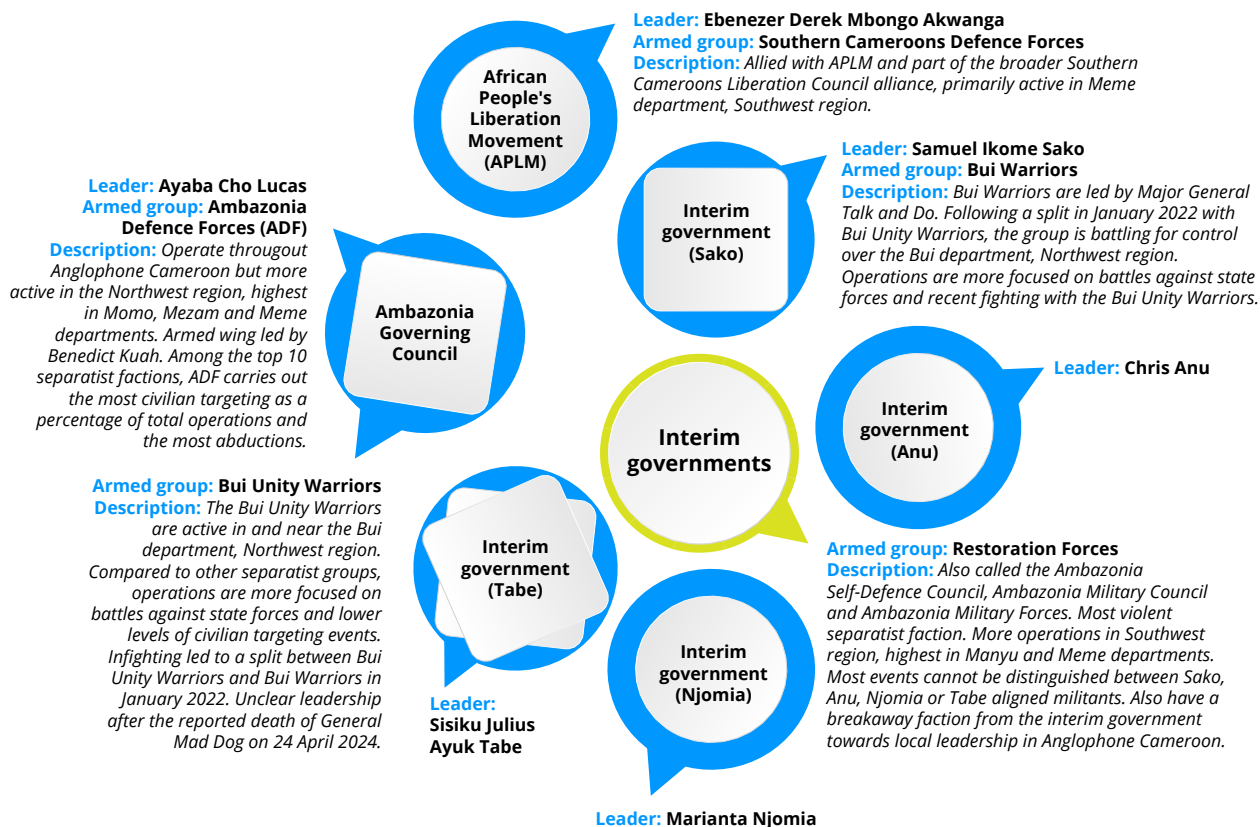 African
People's
Liberation
Movement
(APLM)
Leader: Ebenezer Derek Mbongo Akwanga
Armed group: Southern Cameroons Defence Forces
Description: Allied with APLM and part of the broader Southern
Cameroons Liberation Council alliance, primarily active in Meme
department, Southwest region.
Interim
government
(Sako)
Leader: Samuel Ikome Sako
Armed group: Bui Warriors
Description: Bui Warriors are led by Major General
Talk and Do. Following a split in January 2022 with
Bui Unity Warriors, the group is battling for control
over the Bui department, Northwest region.
Operations are more focused on battles against state
forces and recent fighting with the Bui Unity Warriors.
Leader: Ayaba Cho Lucas
Armed group: Ambazonia
Defence Forces (ADF)
Description: Operate througout
Anglophone Cameroon but more
active in the Northwest region, highest
in Momo, Mezam and Meme
departments. Armed wing led by
Benedict Kuah. Among the top 10
separatist factions, ADF carries out
the most civilian targeting as a
percentage of total operations and
the most abductions.
Ambazonia
Governing
Council
Interim
government
(Anu)
Leader: Chris Anu
Interim
governments
Armed group: Restoration Forces
Description: Also called the Ambazonia
Self-Defence Council, Ambazonia Military Council
and Ambazonia Military Forces. Most violent
separatist faction. More operations in Southwest
region, highest in Manyu and Meme departments.
Most events cannot be distinguished between Sako,
Anu, Njomia or Tabe aligned militants. Also have a
breakaway faction from the interim government
towards local leadership in Anglophone Cameroon.
Armed group: Bui Unity Warriors
Description: The Bui Unity Warriors
are active in and near the Bui
department, Northwest region.
Compared to other separatist groups,
operations are more focused on
battles against state forces and lower
levels of civilian targeting events.
Infighting led to a split between Bui
Unity Warriors and Bui Warriors in
January 2022. Unclear leadership
after the reported death of General
Mad Dog on 24 April 2024.
Interim
government
(Tabe)
Leader:
Sisiku Julius
Ayuk Tabe
Interim
government
(Njomia)
Leader: Marianta Njomia